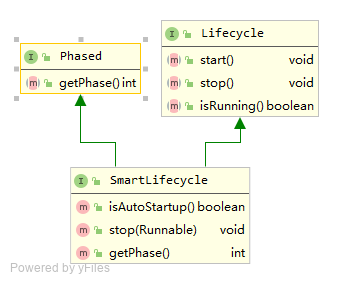 Phased
getPhase() int
Lifecycle
start() void
stop() void
isRunning() boolean
SmartLifecycle
isAutoStartup() boolean
stop(Runnable) void
getPhase() int
Powered by yFiles